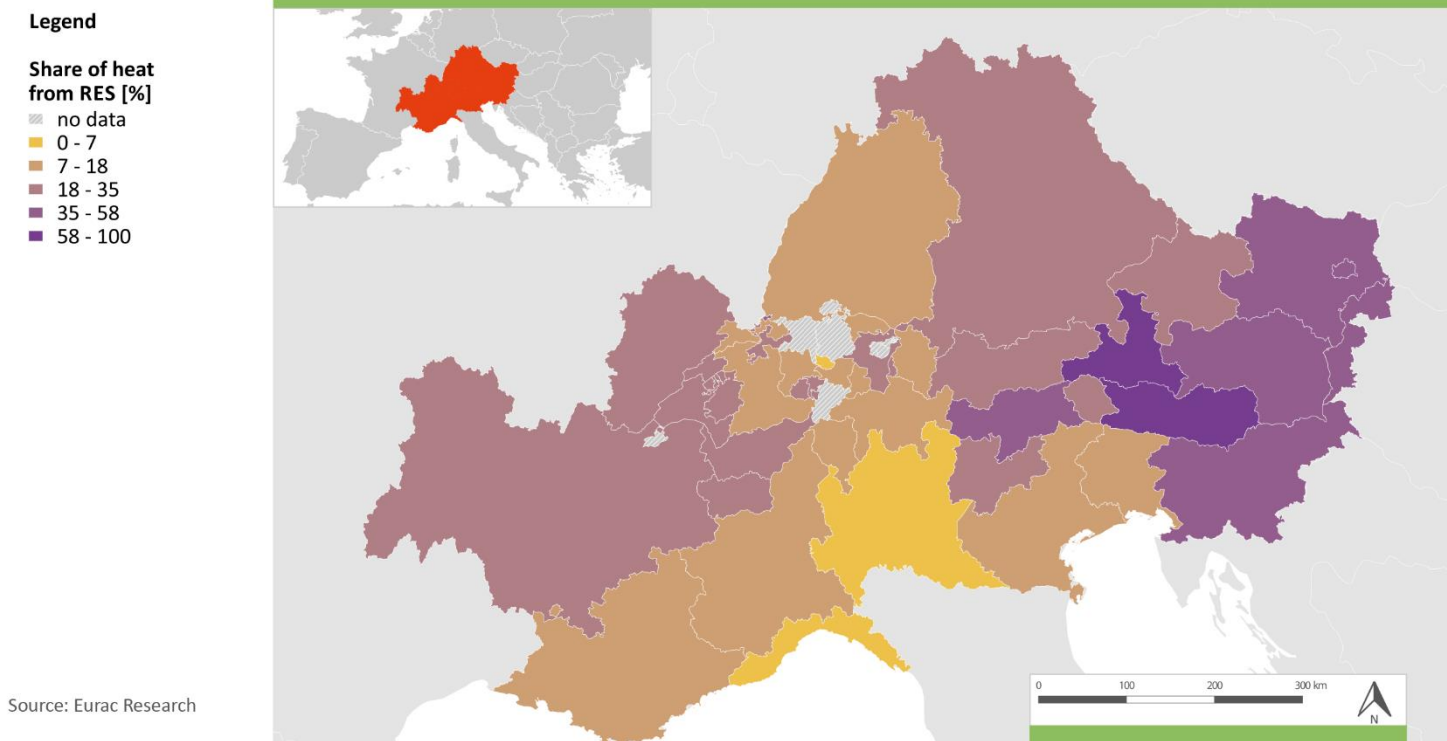 Legend
Share of heat
from RES [%]
no data
0 - 7
7 - 18
18 - 35
35 - 58
58 - 100
Source: Eurac Research
0 100 200 300 km
N